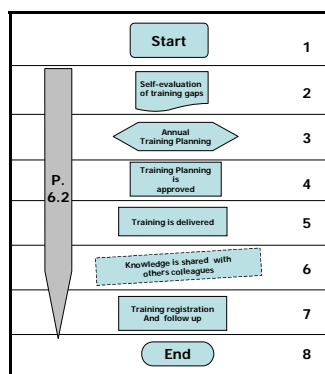 Start
1
Self-evaluation
of training gaps
2
Annual
Training Planning
3
P.
6.2
Training Planning
is
approved
4
Training is delivered
5
Knowledge is shared with
others colleagues
6
Training registration
And follow up
7
End
8